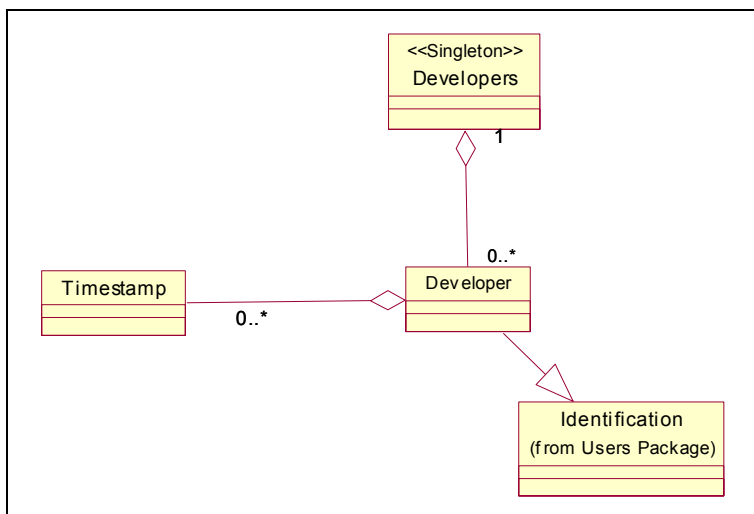 <<Singleton>>
Developers
1
0..*
Developer
Timestamp
0..*
Identification
(from Users Package)